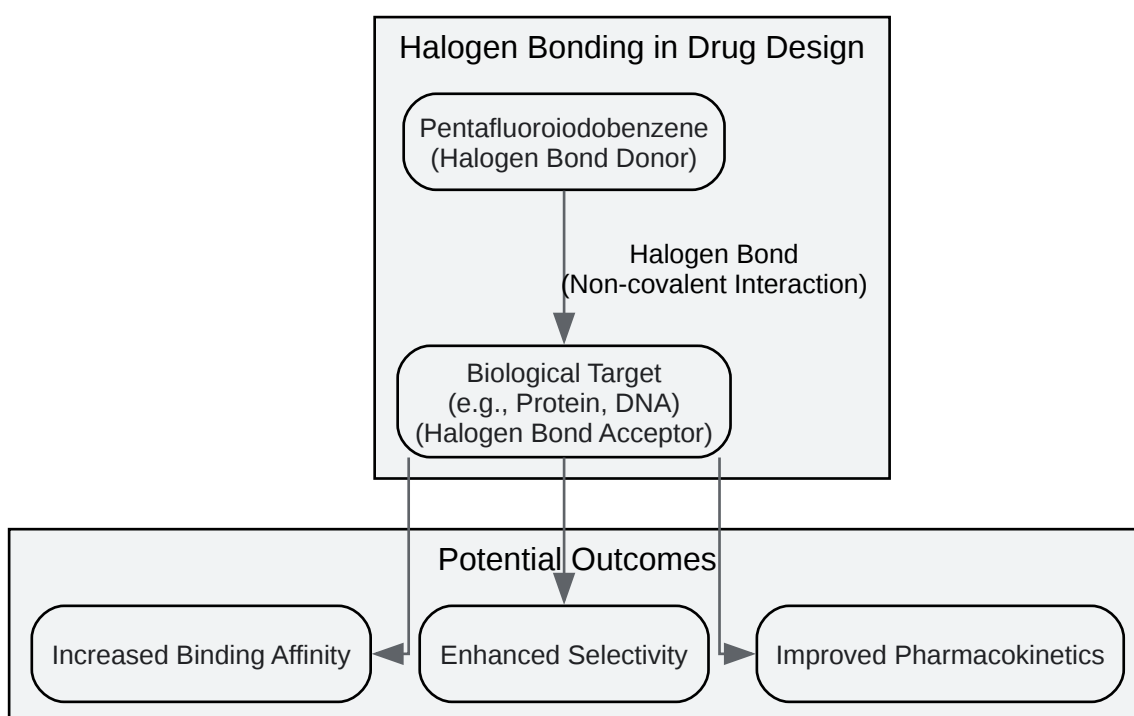 Halogen Bonding in Drug Design
Pentafluoroiodobenzene
(Halogen Bond Donor)
Halogen Bond
(Non-covalent Interaction)
Biological Target
(e.g., Protein, DNA)
(Halogen Bond Acceptor)
Potential Outcomes
Increased Binding Affinity
Enhanced Selectivity
Improved Pharmacokinetics